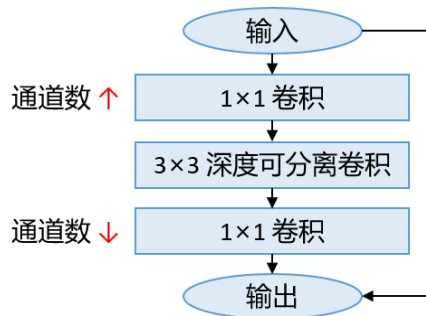 输入
通道数 ↑ 1×1 卷积
3×3 深度可分离卷积
通道数 ↓ 1×1 卷积
输出